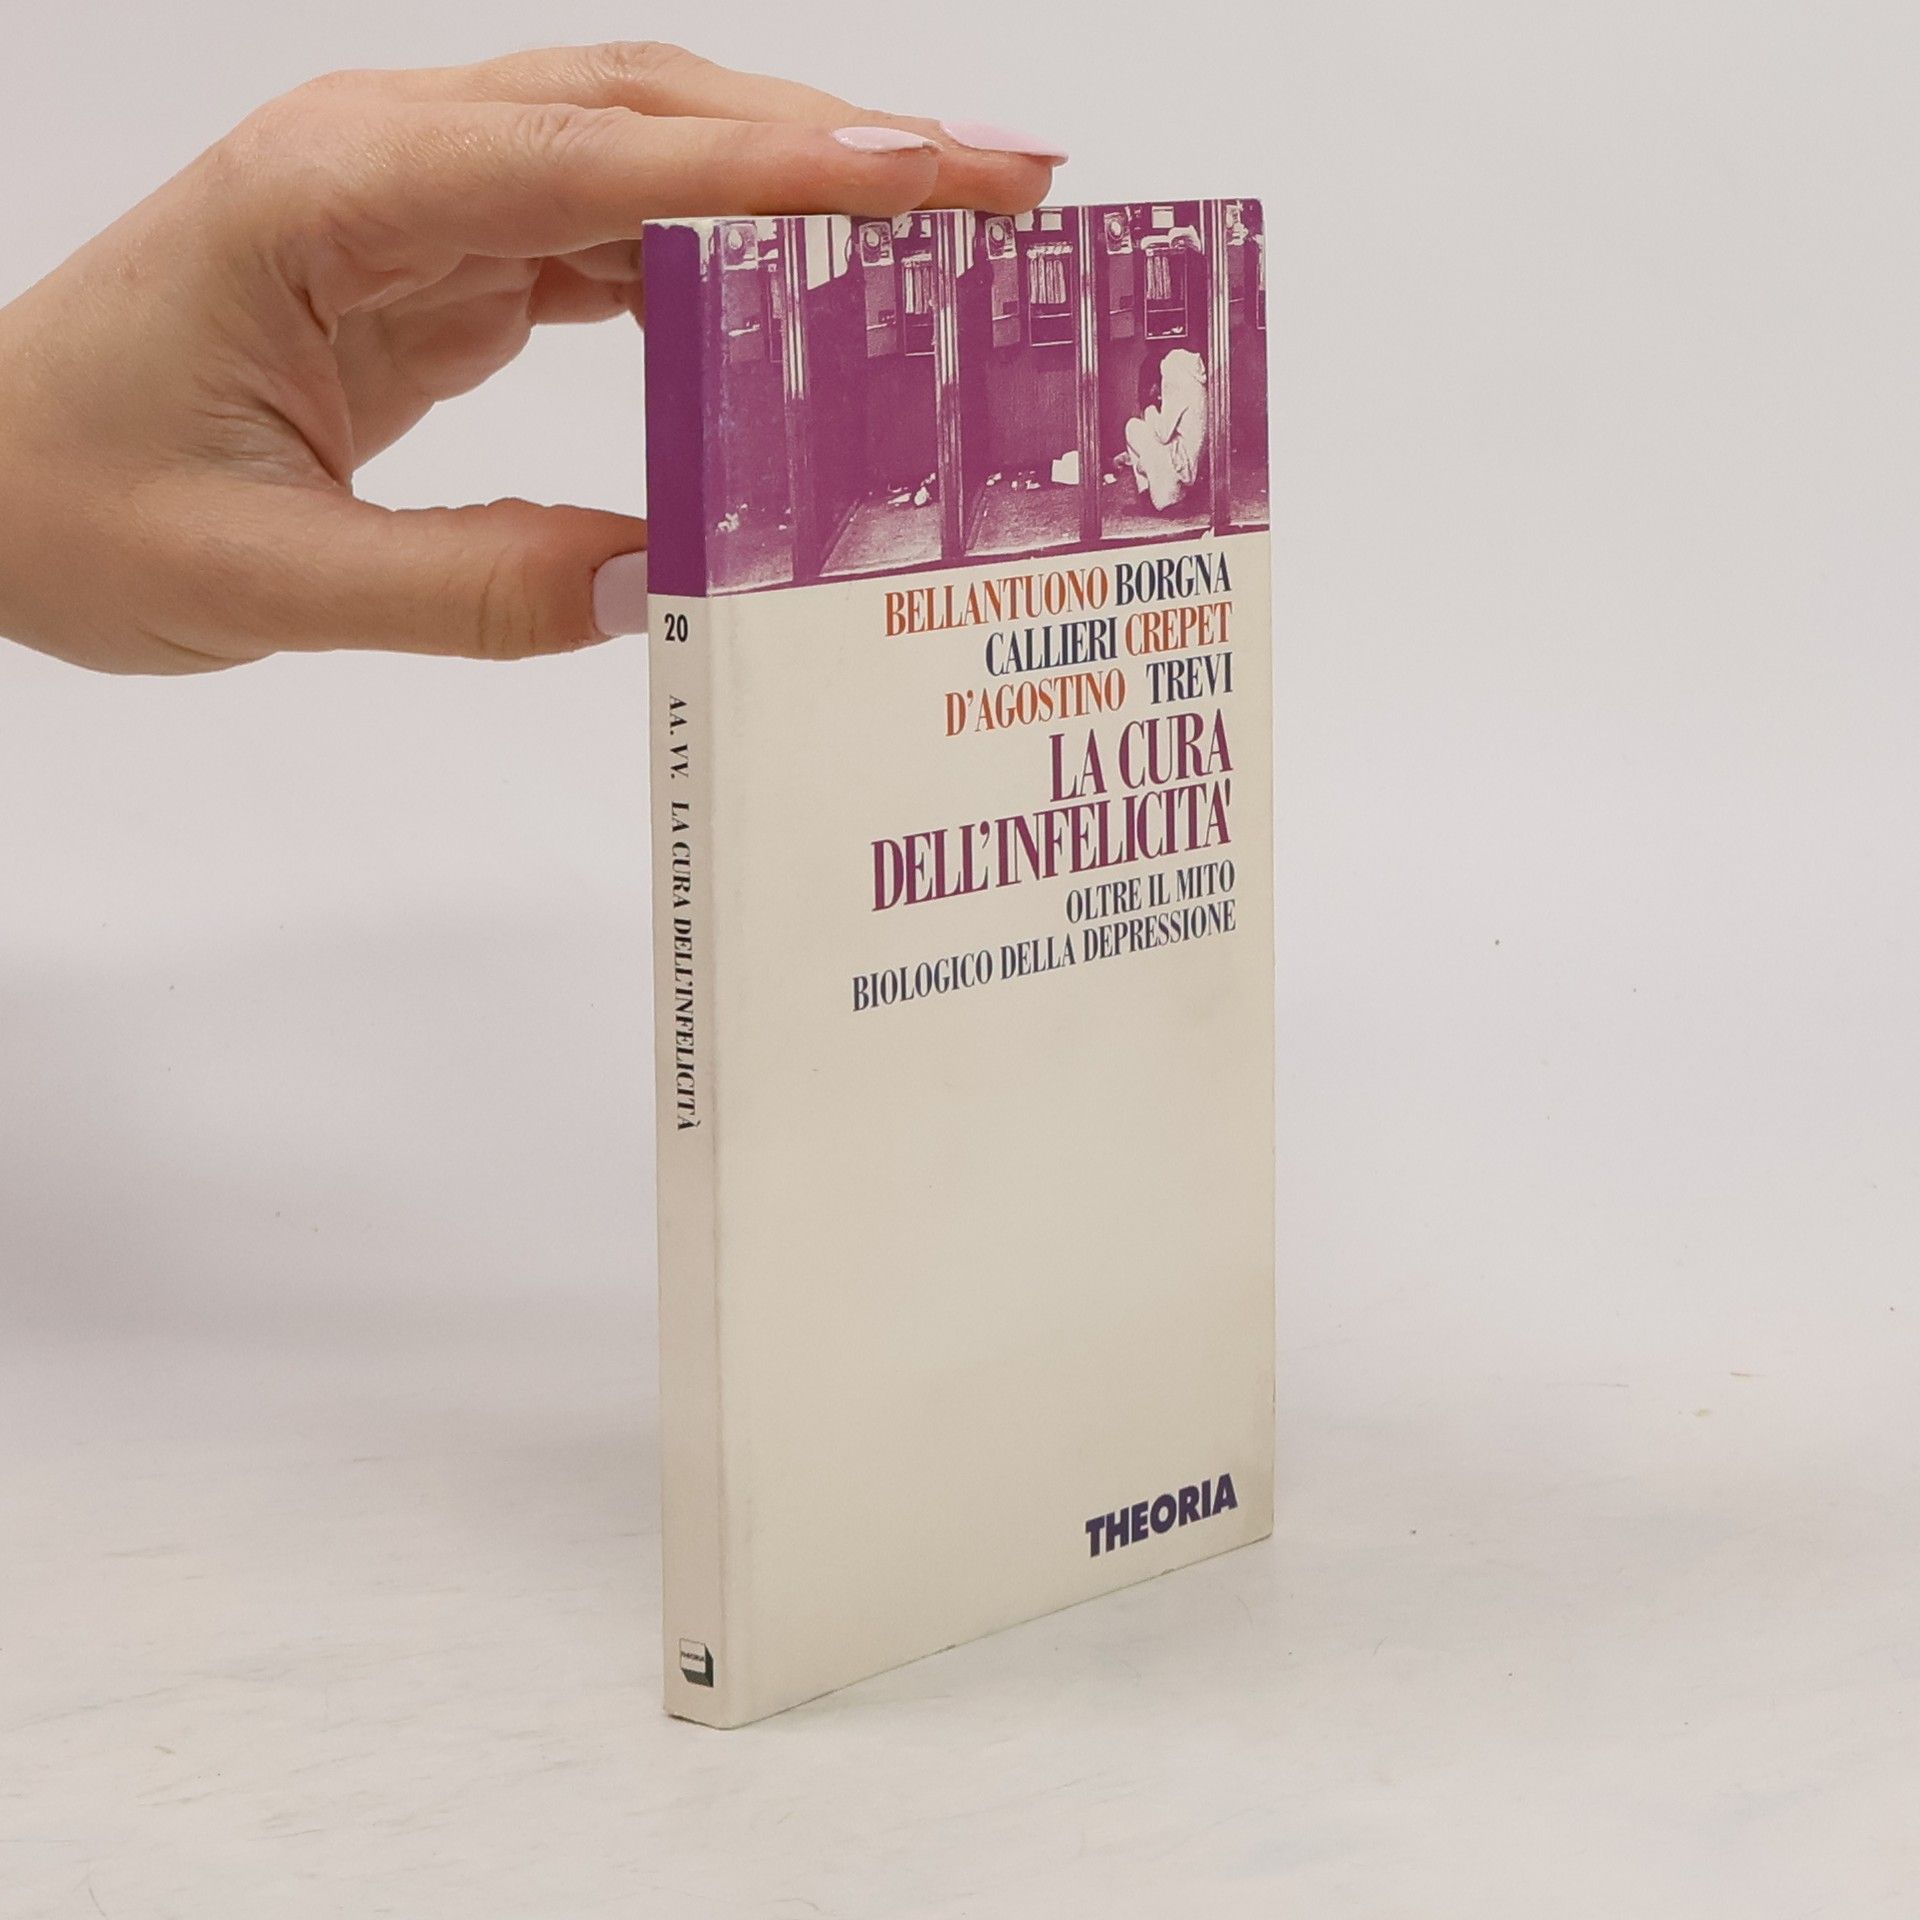 BELLANTUONO BORGNA
CALLIERI CREPET
D'AGOSTINO TREVI
LA CURA
DELL'INFELICITA'
OLTRE IL MITO
BIOLOGICO DELLA DEPRESSIONE
THEORIA
20
AA. VV. LA CURA DELL'INFELICITÀ
THEORIA